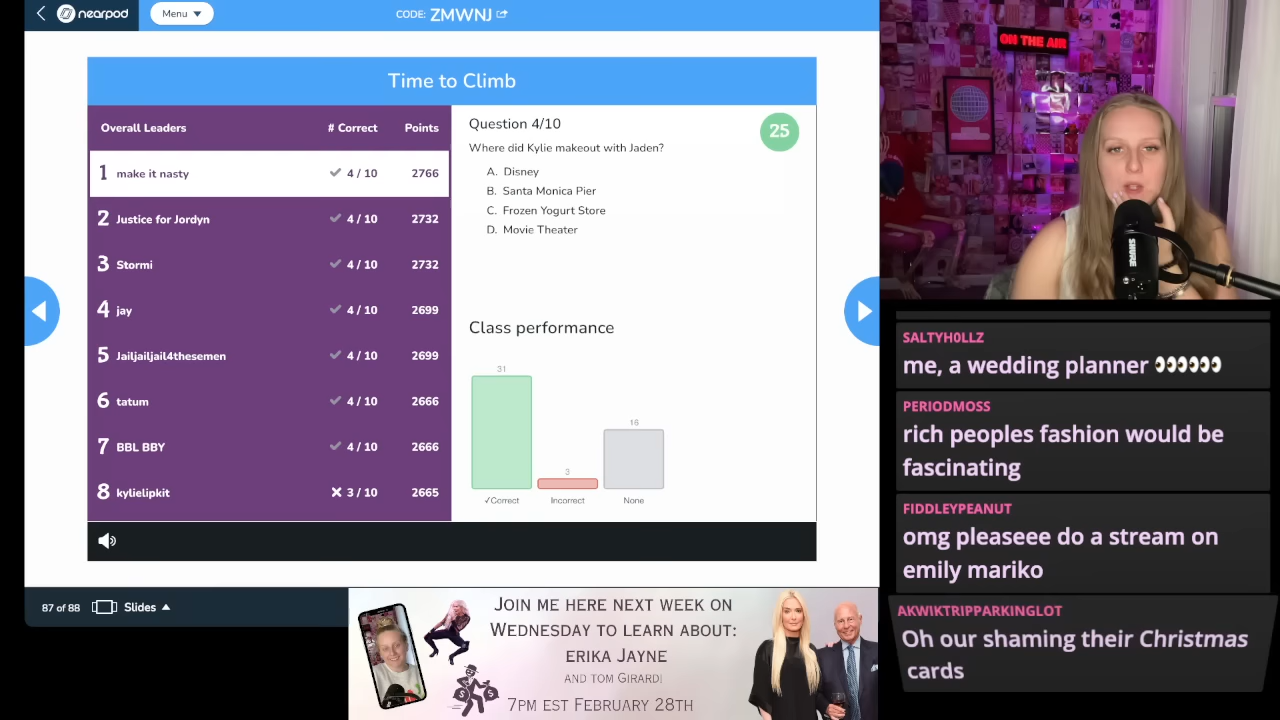 nearpod
Menu
CODE: ZMWNJ
ON THE AIR
Time to Climb
Overall Leaders # Correct Points
1 make it nasty 4 / 10 2766
2 Justice for Jordyn 4 / 10 2732
3 Stormi 4 / 10 2732
4 jay 4 / 10 2699
5 Jailjailjail4thesemen 4 / 10 2699
6 tatum 4 / 10 2666
7 BBL BBY 4 / 10 2666
8 kylielipkit 3 / 10 2665
Question 4/10
25
Where did Kylie makeout with Jaden?
A. Disney
B. Santa Monica Pier
C. Frozen Yogurt Store
D. Movie Theater
Class performance
31
3
16
✓Correct Incorrect None
SHURE
SALTYH0LLZ
me, a wedding planner 👀👀👀
PERIODMOSS
rich peoples fashion would be
fascinating
FIDDLEYPEANUT
omg pleaseee do a stream on
emily mariko
AKWIKTRIPPARKINGLOT
Oh our shaming their Christmas
cards
87 of 88 Slides
JOIN ME HERE NEXT WEEK ON
WEDNESDAY TO LEARN ABOUT:
ERIKA JAYNE
AND TOM GIRARDI
7PM EST FEBRUARY 28TH